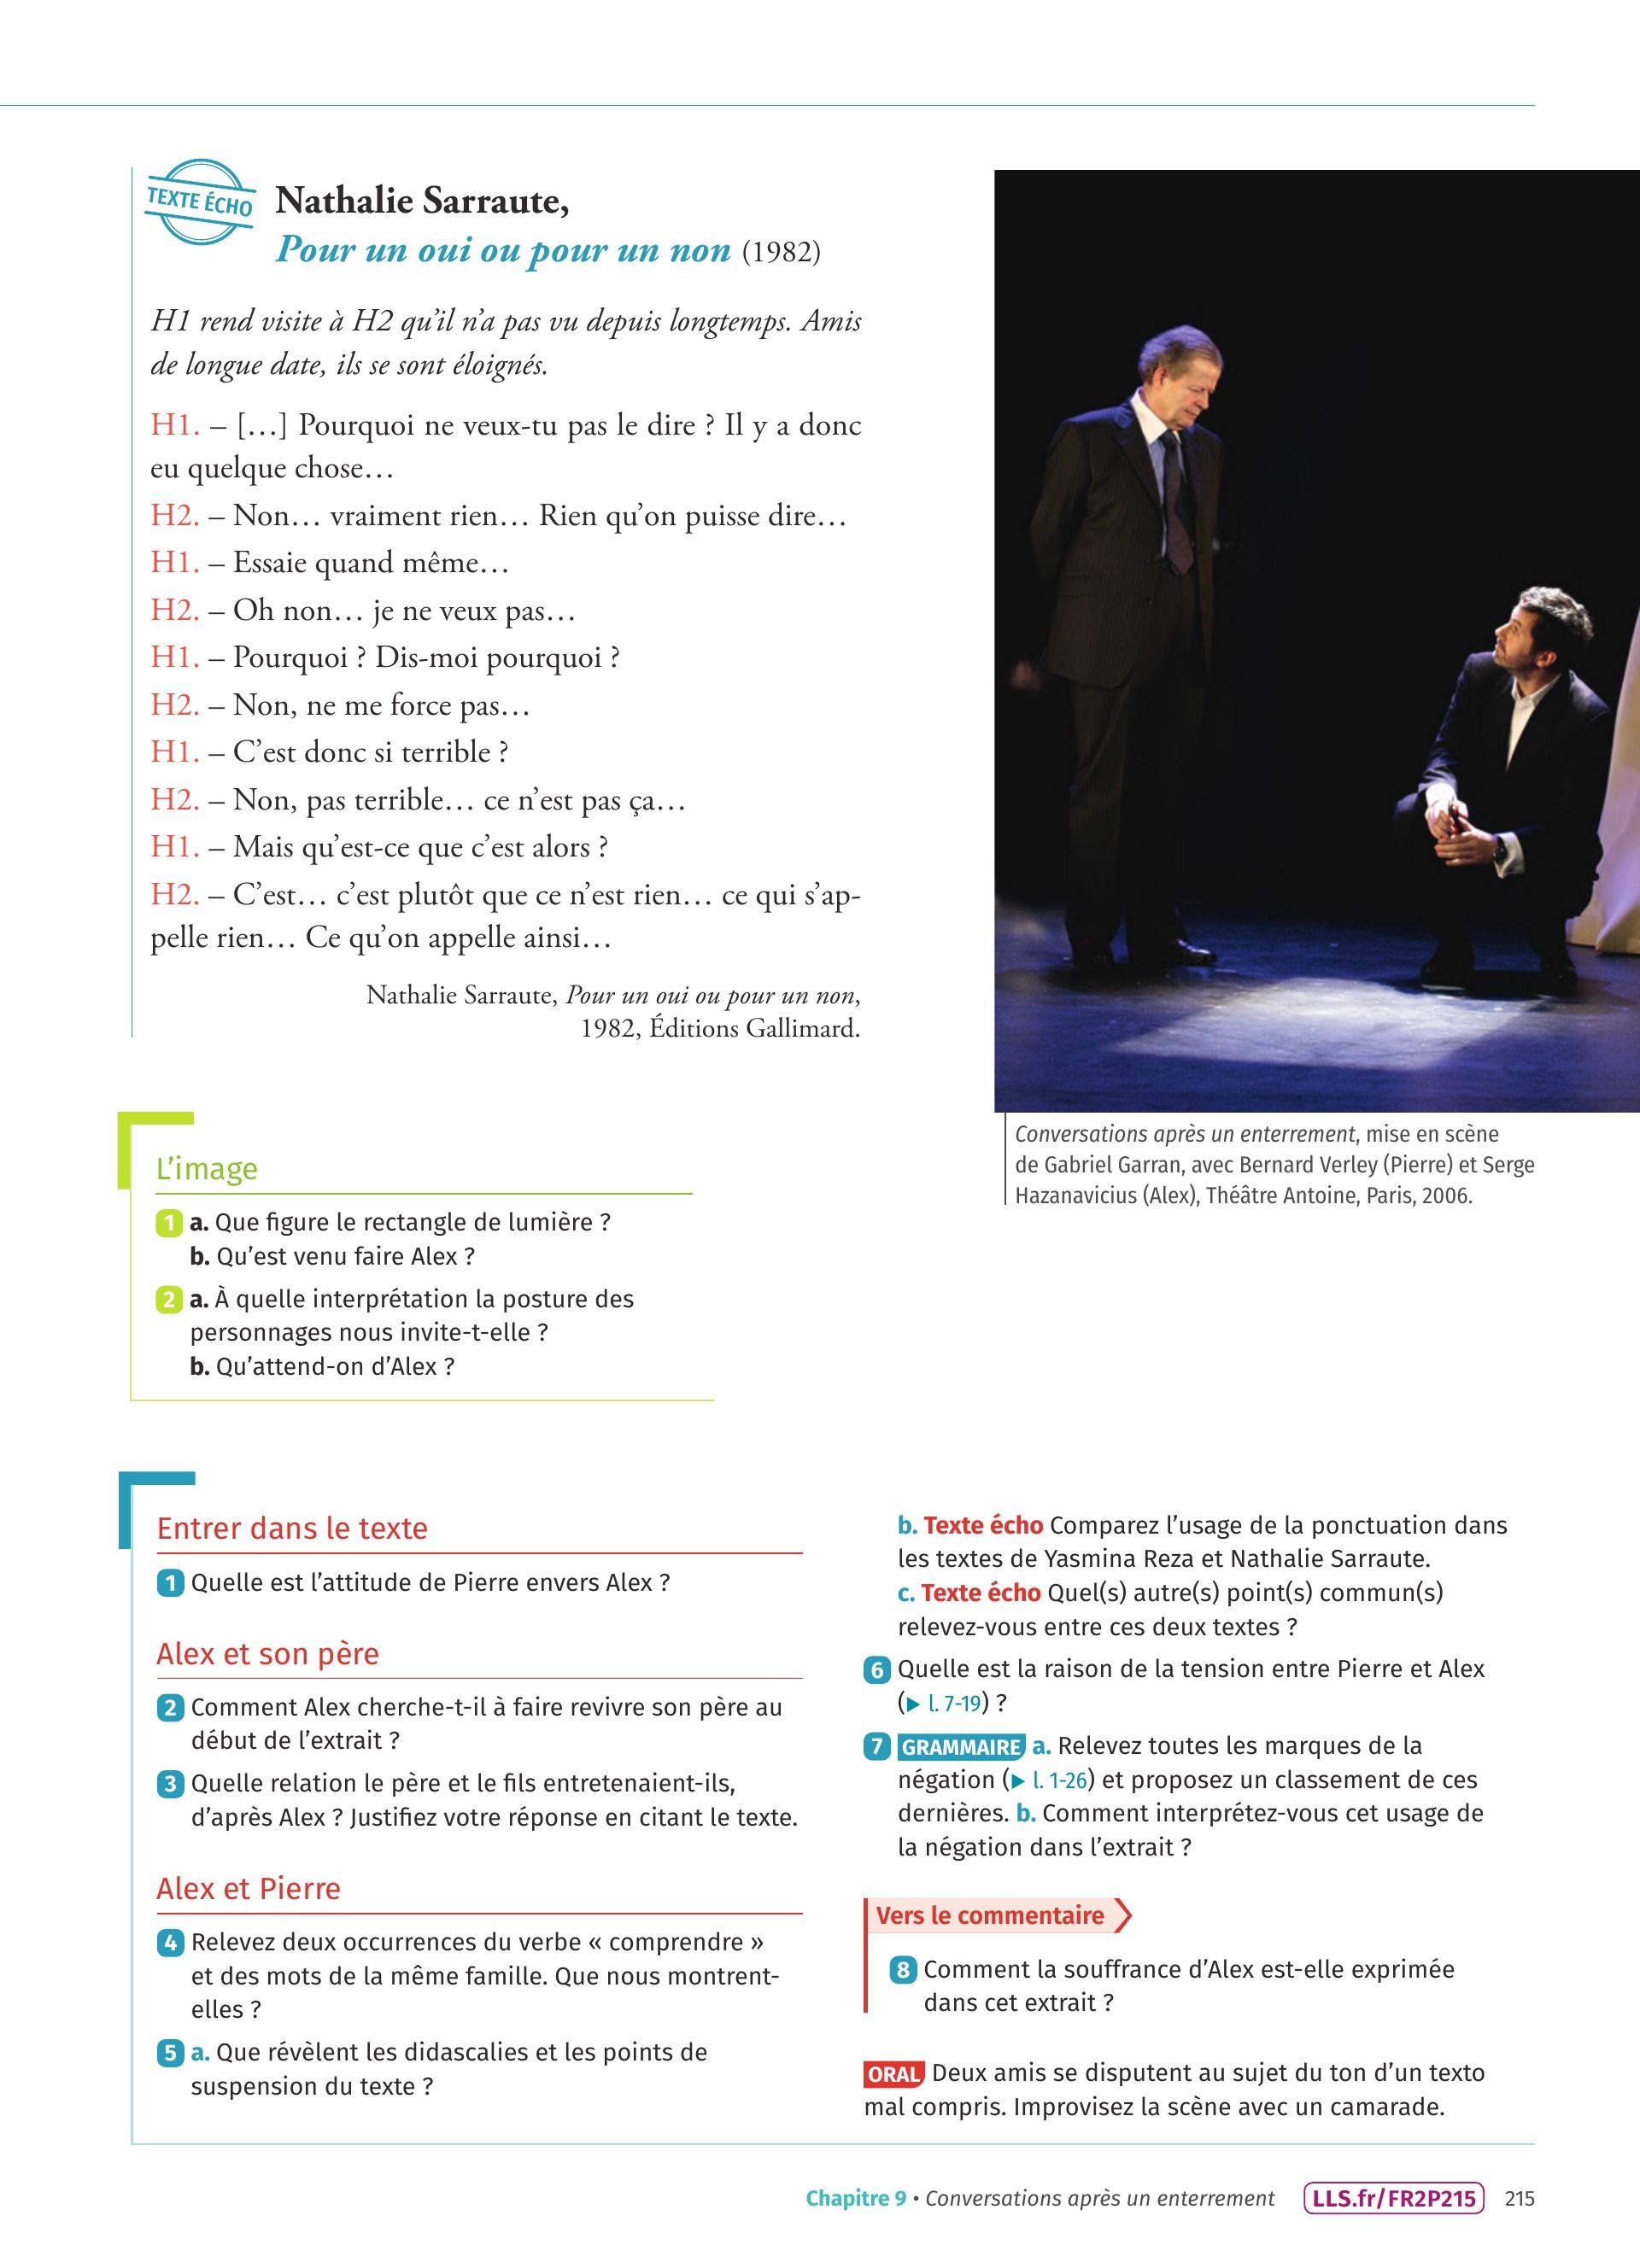 TEXTE ÉCHO
Nathalie Sarraute,
Pour un oui ou pour un non (1982)
H1 rend visite à H2 qu’il n’a pas vu depuis longtemps. Amis
de longue date, ils se sont éloignés.
H1. – […] Pourquoi ne veux-tu pas le dire ? Il y a donc
eu quelque chose…
H2. – Non… vraiment rien… Rien qu’on puisse dire…
H1. – Essaie quand même…
H2. – Oh non… je ne veux pas…
H1. – Pourquoi ? Dis-moi pourquoi ?
H2. – Non, ne me force pas…
H1. – C’est donc si terrible ?
H2. – Non, pas terrible… ce n’est pas ça…
H1. – Mais qu’est-ce que c’est alors ?
H2. – C’est… c’est plutôt que ce n’est rien… ce qui s’ap-
pelle rien… Ce qu’on appelle ainsi…
Nathalie Sarraute, Pour un oui ou pour un non,
1982, Éditions Gallimard.
Conversations après un enterrement, mise en scène
de Gabriel Garran, avec Bernard Verley (Pierre) et Serge
Hazanavicius (Alex), Théâtre Antoine, Paris, 2006.
L’image
1 a. Que figure le rectangle de lumière ?
b. Qu’est venu faire Alex ?
2 a. À quelle interprétation la posture des
personnages nous invite-t-elle ?
b. Qu’attend-on d’Alex ?
Entrer dans le texte
1 Quelle est l’attitude de Pierre envers Alex ?
Alex et son père
2 Comment Alex cherche-t-il à faire revivre son père au
début de l’extrait ?
3 Quelle relation le père et le fils entretenaient-ils,
d’après Alex ? Justifiez votre réponse en citant le texte.
Alex et Pierre
4 Relevez deux occurrences du verbe « comprendre »
et des mots de la même famille. Que nous montrent-
elles ?
5 a. Que révèlent les didascalies et les points de
suspension du texte ?
b. Texte écho Comparez l’usage de la ponctuation dans
les textes de Yasmina Reza et Nathalie Sarraute.
c. Texte écho Quel(s) autre(s) point(s) commun(s)
relevez-vous entre ces deux textes ?
6 Quelle est la raison de la tension entre Pierre et Alex
(▶ l. 7-19) ?
7 GRAMMAIRE a. Relevez toutes les marques de la
négation (▶ l. 1-26) et proposez un classement de ces
dernières. b. Comment interprétez-vous cet usage de
la négation dans l’extrait ?
Vers le commentaire
8 Comment la souffrance d’Alex est-elle exprimée
dans cet extrait ?
ORAL Deux amis se disputent au sujet du ton d’un texto
mal compris. Improvisez la scène avec un camarade.
Chapitre 9 • Conversations après un enterrement LLS.fr/FR2P215 215